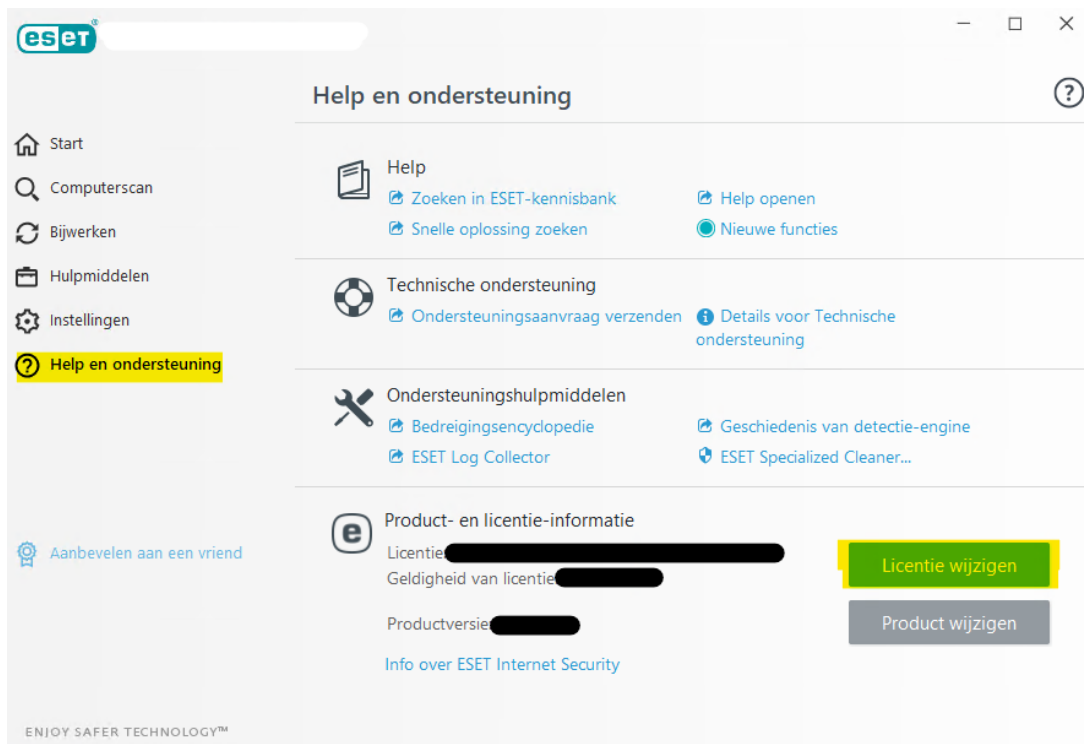 eset®
Help en ondersteuning
Start
Computerscan
Bijwerken
Hulpmiddelen
Instellingen
Help en ondersteuning
Aanbevelen aan een vriend
Help
Zoeken in ESET-kennisbank
Help openen
Snelle oplossing zoeken
Nieuwe functies
Technische ondersteuning
Ondersteuningsaanvraag verzenden
Details voor Technische
ondersteuning
Ondersteuningshulpmiddelen
Bedreigingsencyclopedie
Geschiedenis van detectie-engine
ESET Log Collector
ESET Specialized Cleaner...
Product- en licentie-informatie
Licentie
Geldigheid van licentie
Licentie wijzigen
Productversie
Product wijzigen
Info over ESET Internet Security
ENJOY SAFER TECHNOLOGY™